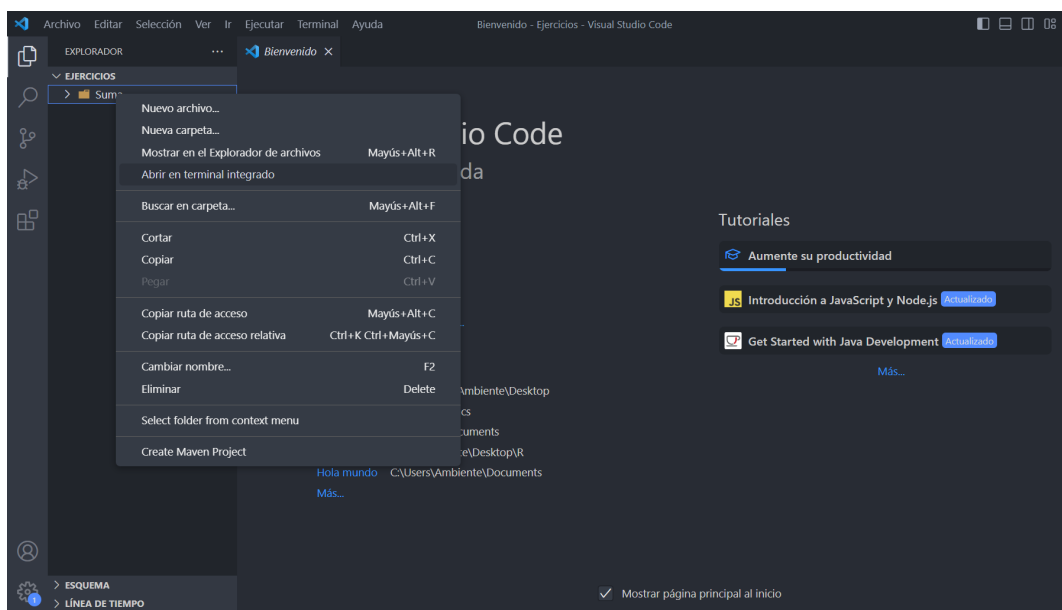 Archivo Editar Selección Ver Ir Ejecutar Terminal Ayuda Bienvenido - Ejercicios - Visual Studio Code
EXPLORADOR ... Bienvenido
EJERCICIOS
Suma
Nuevo archivo...
Nueva carpeta...
Mostrar en el Explorador de archivos Mayús+Alt+R
Abrir en terminal integrado
Buscar en carpeta... Mayús+Alt+F
Cortar Ctrl+X
Copiar Ctrl+C
Pegar Ctrl+V
Copiar ruta de acceso Mayús+Alt+C
Copiar ruta de acceso relativa Ctrl+K Ctrl+Mayús+C
Cambiar nombre... F2
Eliminar Delete
Select folder from context menu
Create Maven Project
io Code
da
Ambiente\Desktop
cs
cuments
te\Desktop\R
Hola mundo C:\Users\Ambiente\Documents
Más...
Tutoriales
Aumente su productividad
JS Introducción a JavaScript y Node.js Actualizado
Get Started with Java Development Actualizado
Más...
1
ESQUEMA
LÍNEA DE TIEMPO
Mostrar página principal al inicio